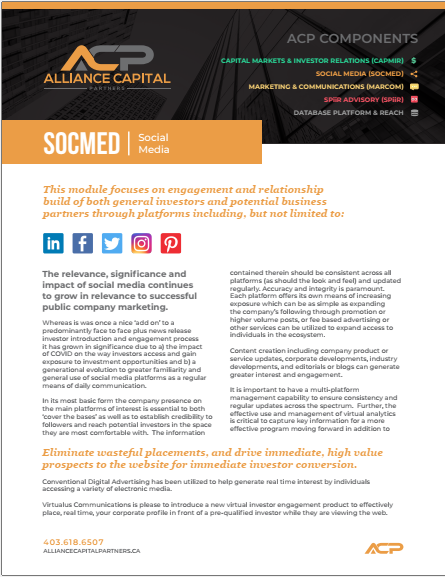 ACP
ALLIANCE CAPITAL
PARTNERS
ACP COMPONENTS
CAPITAL MARKETS & INVESTOR RELATIONS (CAPMIR) $
SOCIAL MEDIA (SOCMED)
MARKETING & COMMUNICATIONS (MARCOM)
SPER ADVISORY (SPER)
DATABASE PLATFORM & REACH
SOCMED
Social
Media
This module focuses on engagement and relationship
build of both general investors and potential business
partners through platforms including, but not limited to:
in f
The relevance, significance and
impact of social media continues
to grow in relevance to successful
public company marketing.
Whereas is was once a nice 'add on' to a
predominantly face to face plus news release
investor introduction and engagement process
it has grown in significance due to a) the impact
of COVID on the way investors access and gain
exposure to investment opportunities and b) a
generational evolution to greater familiarity and
general use of social media platforms as a regular
means of daily communication.
In its most basic form the company presence on
the main platforms of interest is essential to both
'cover the bases' as well as to establish credibility to
followers and reach potential investors in the space
they are most comfortable with. The information
contained therein should be consistent across all
platforms (as should the look and feel) and updated
regularly. Accuracy and integrity is paramount.
Each platform offers its own means of increasing
exposure which can be as simple as expanding
the company's following through promotion or
higher volume posts, or fee based advertising or
other services can be utilized to expand access to
individuals in the ecosystem.
Content creation including company product or
service updates, corporate developments, industry
developments, and editorials or blogs can generate
greater interest and engagement.
It is important to have a multi-platform
management capability to ensure consistency and
regular updates across the spectrum. Further, the
effective use and management of virtual analytics
is critical to capture key information for a more
effective program moving forward in addition to
Eliminate wasteful placements, and drive immediate, high value
prospects to the website for immediate investor conversion.
Conventional Digital Advertising has been utilized to help generate real time interest by individuals
accessing a variety of electronic media.
Virtualus Communications is please to introduce a new virtual investor engagement product to effectively
place, real time, your corporate profile in front of a pre-qualified investor while they are viewing the web.
403.618.6507
ALLIANCECAPITALPARTNERS.CA
ACP